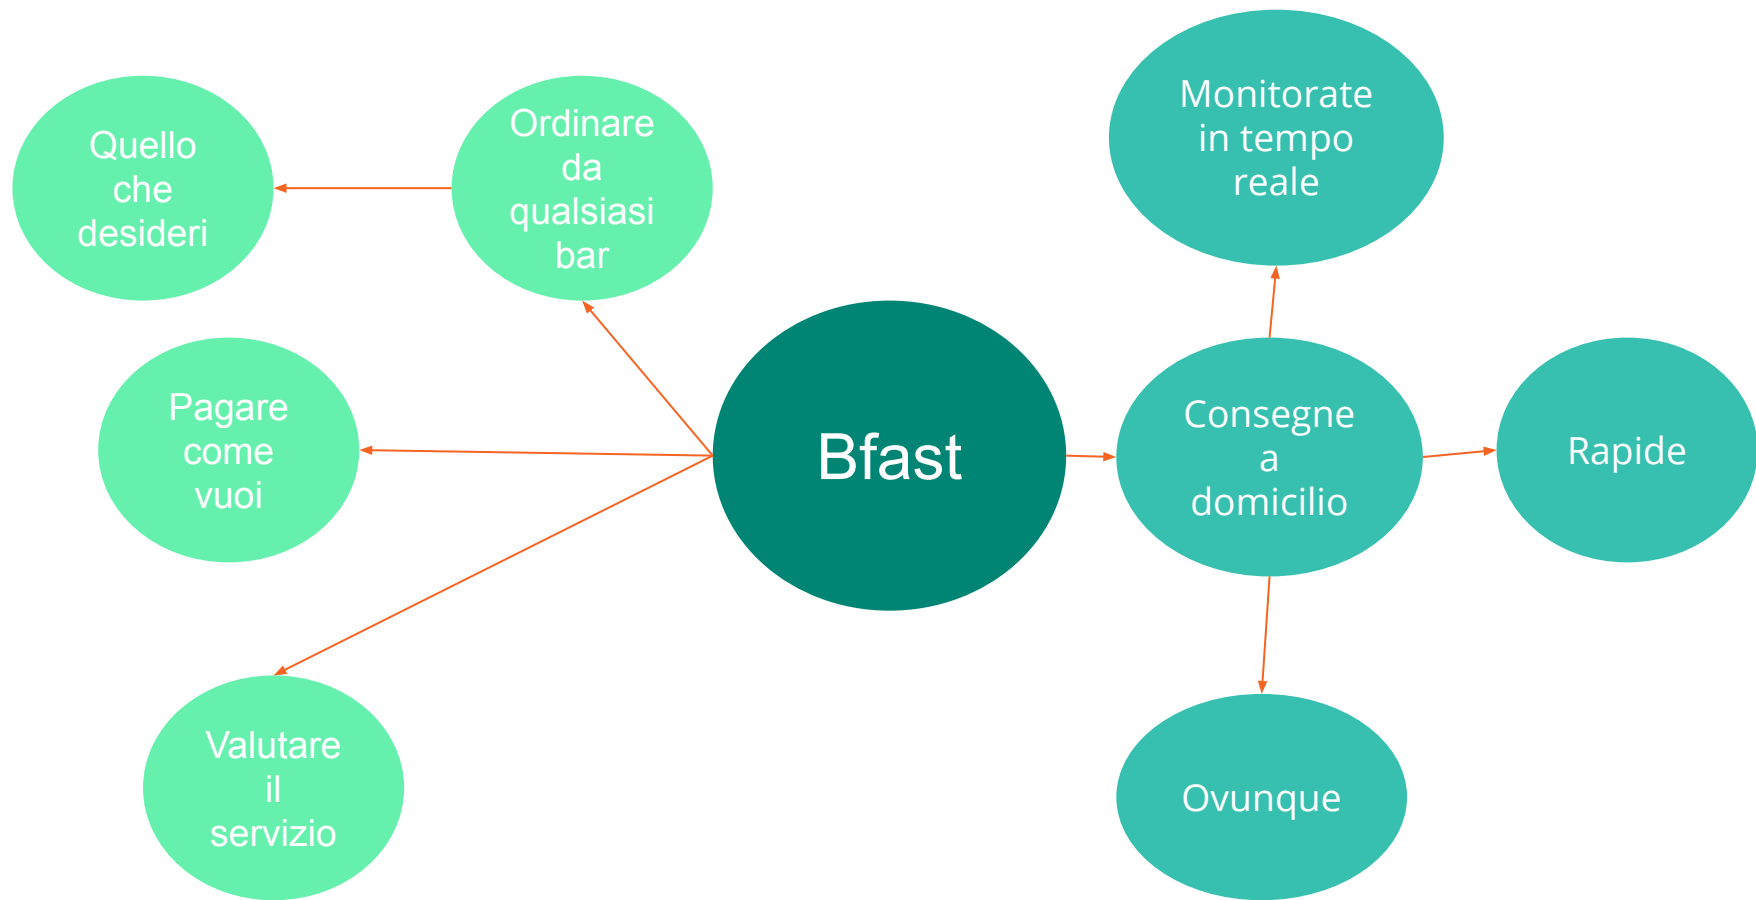 Quello
che
desideri
Ordinare
da
qualsiasi
bar
Pagare
come
vuoi
Valutare
il
servizio
Bfast
Monitorate
in tempo
reale
Consegne
a
domicilio
Rapide
Ovunque